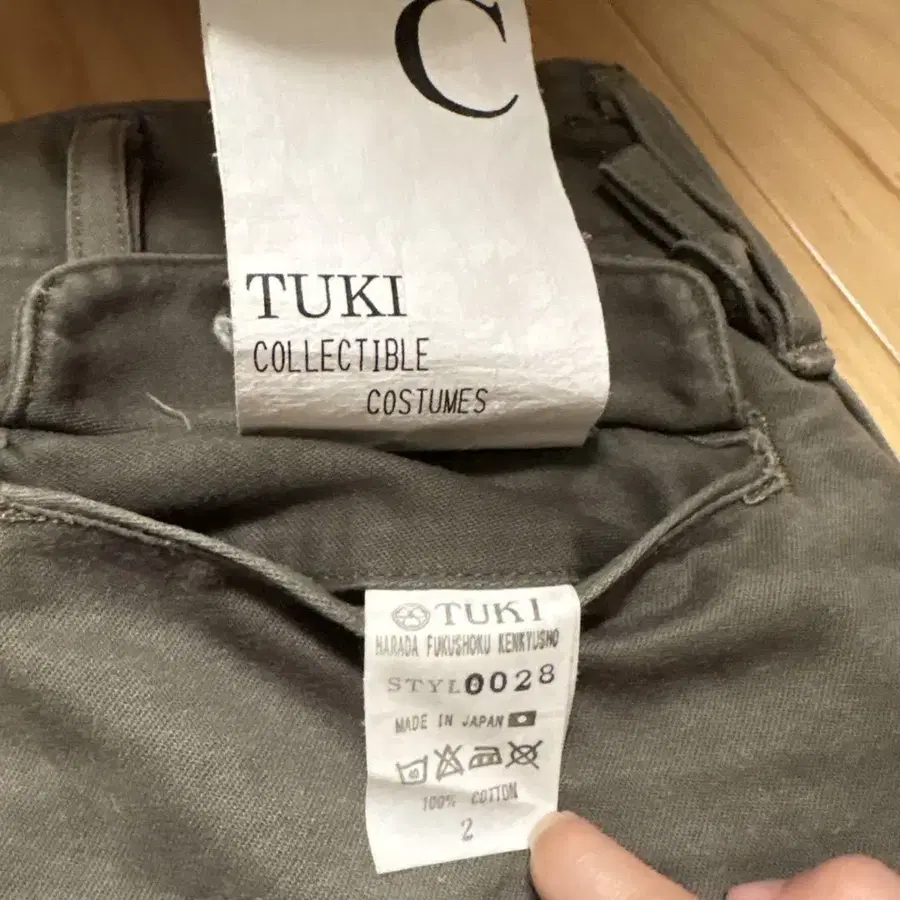 C
TUKI
COLLECTIBLE
COSTUMES
TUKI
HARADA FUKUSHOKU KENKYUSHO
STYL0028
MADE IN JAPAN
100% COTTON
2